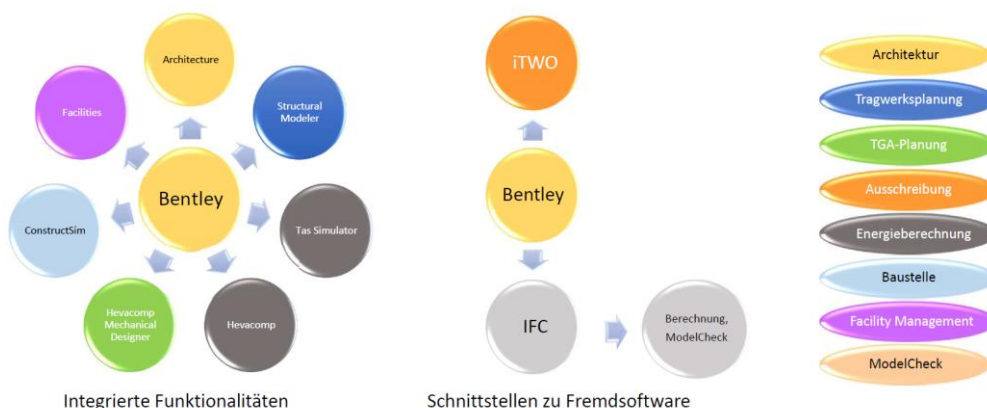 Architecture
Facilities
Structural
Modeler
Bentley
ConstructSim
Tas Simulator
Hevacomp
Mechanical
Designer
Hevacomp
Integrierte Funktionalitäten
iTWO
Bentley
IFC
Berechnung,
ModelCheck
Schnittstellen zu Fremdsoftware
Architektur
Tragwerksplanung
TGA-Planung
Ausschreibung
Energieberechnung
Baustelle
Facility Management
ModelCheck